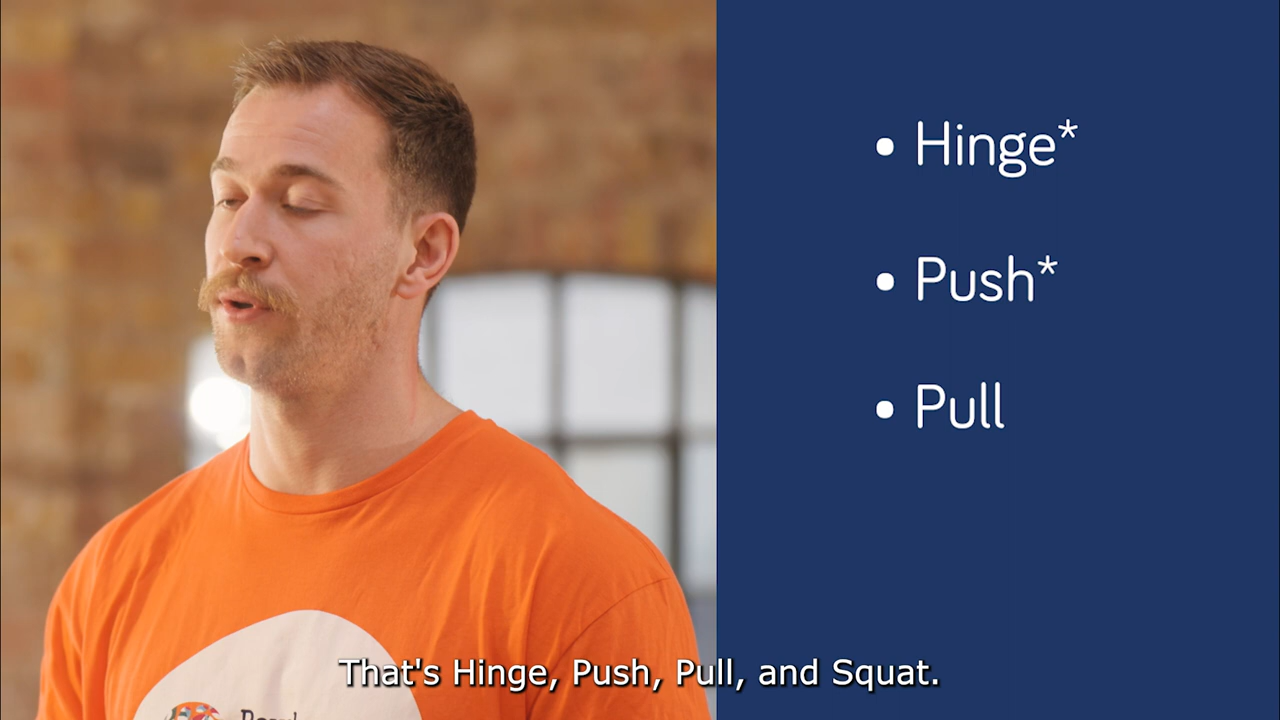 • Hinge*
• Push*
• Pull
That's Hinge, Push, Pull, and Squat.